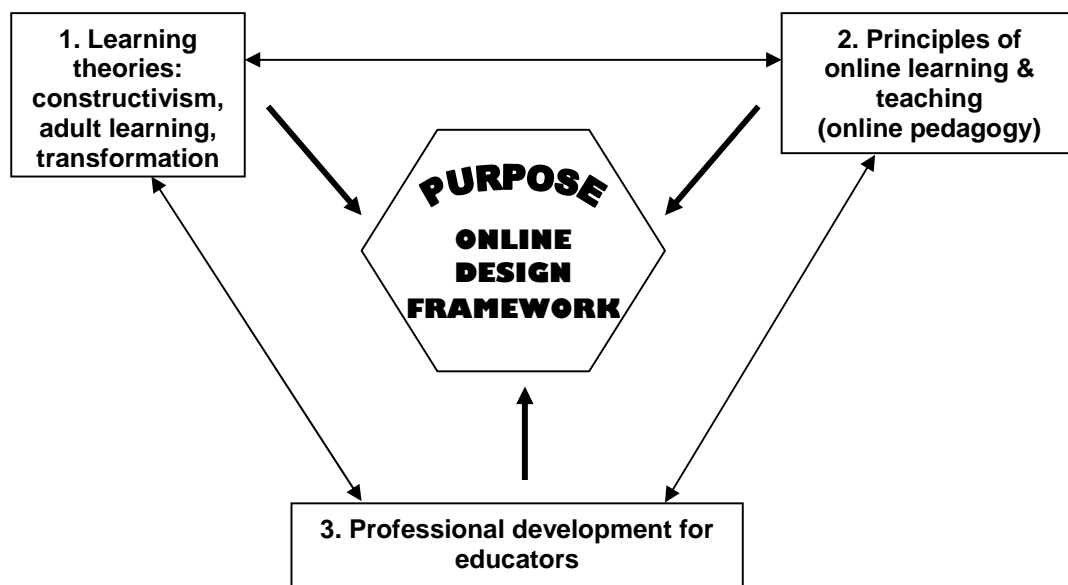 1. Learning
theories:
constructivism,
adult learning,
transformation
2. Principles of
online learning &
teaching
(online pedagogy)
PURPOSE
ONLINE
DESIGN
FRAMEWORK
3. Professional development for
educators